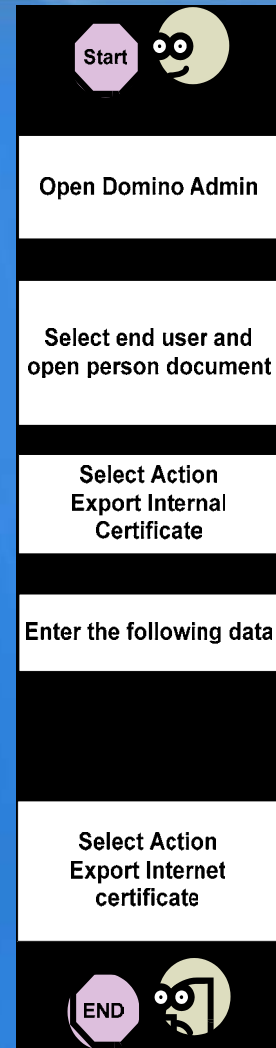 Start
Open Domino Admin
Select end user and
open person document
Select Action
Export Internal
Certificate
Enter the following data
Select Action
Export Internet
certificate
END